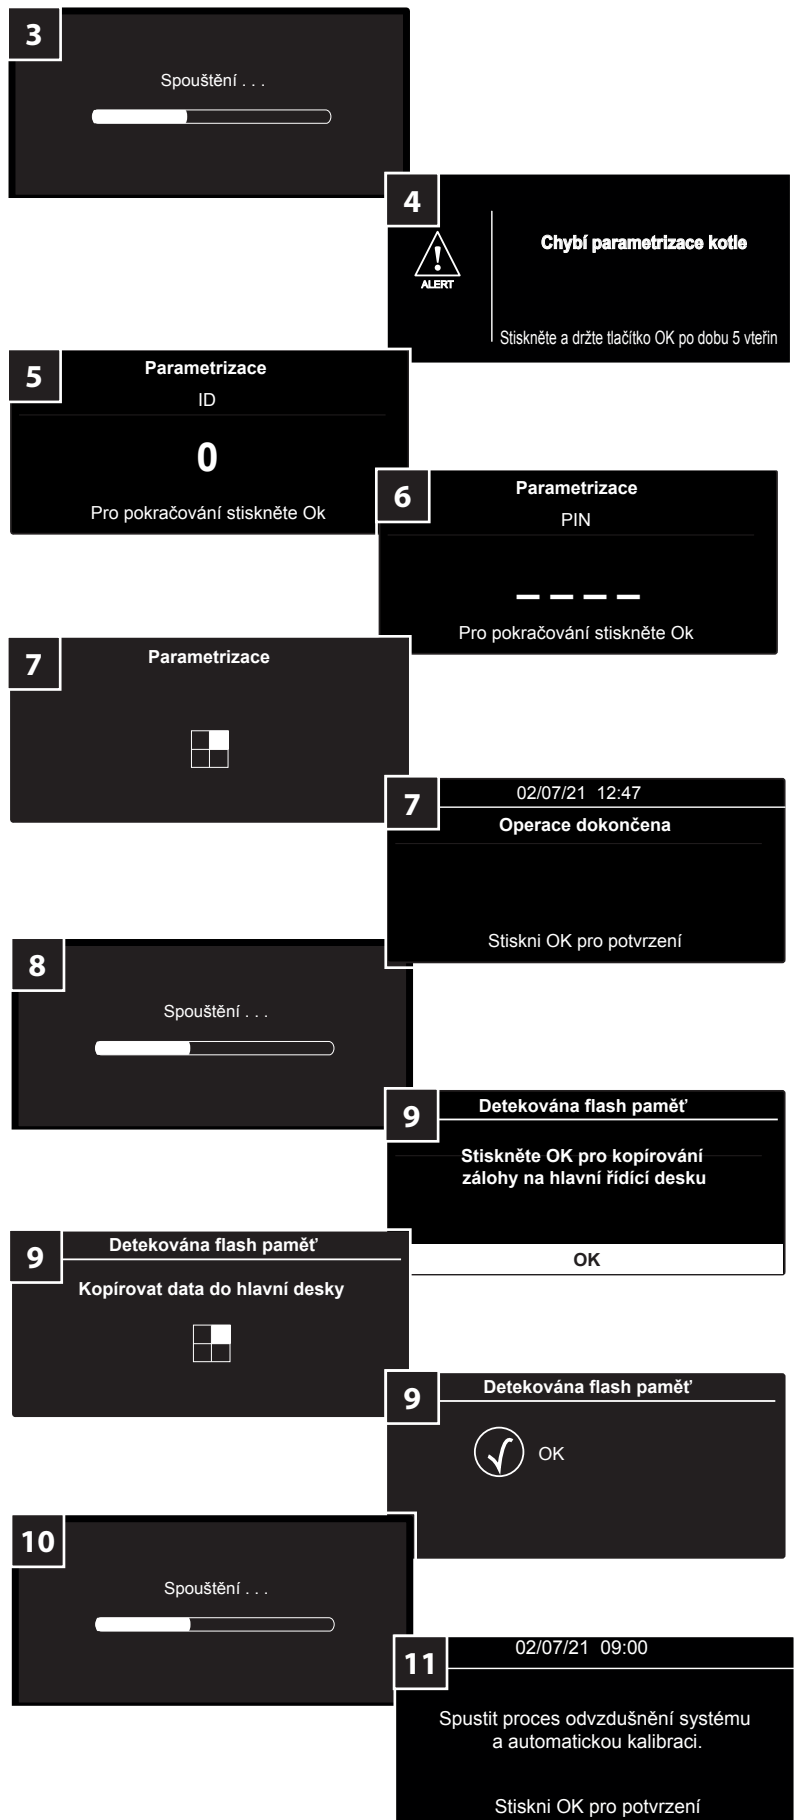 3
Spouštění . . .
4
Chybí parametrizace kotle
ALERT
Stiskněte a držte tlačítko OK po dobu 5 vteřin
5
Parametrizace
ID
0
Pro pokračování stiskněte Ok
6
Parametrizace
PIN
_ _ _ _
Pro pokračování stiskněte Ok
7
Parametrizace
7
02/07/21 12:47
Operace dokončena
Stiskni OK pro potvrzení
8
Spouštění . . .
9
Detekována flash paměť
Stiskněte OK pro kopírování
zálohy na hlavní řídící desku
OK
9
Detekována flash paměť
Kopírovat data do hlavní desky
9
Detekována flash paměť
OK
10
Spouštění . . .
11
02/07/21 09:00
Spustit proces odvzdušnění systému
a automatickou kalibraci.
Stiskni OK pro potvrzení